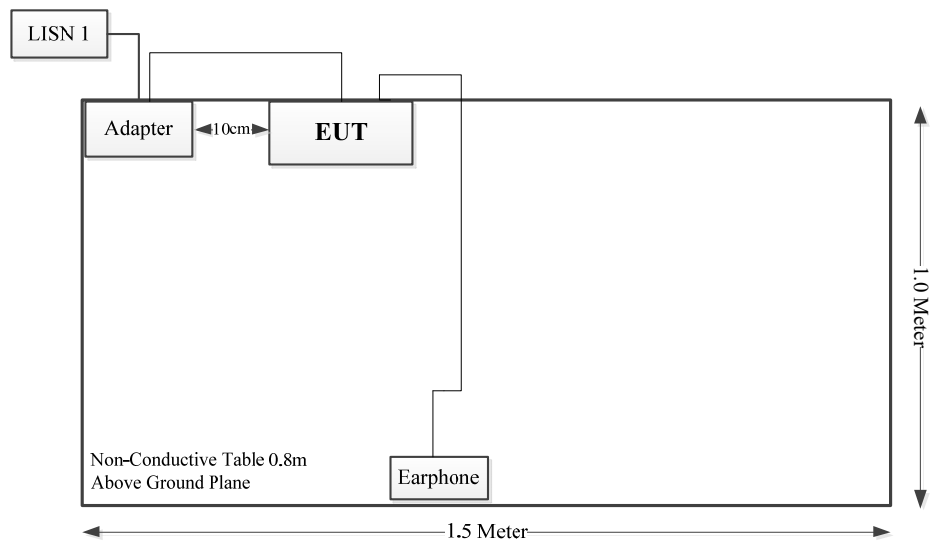 LISN 1
Adapter
10cm
EUT
1.0 Meter
Non-Conductive Table 0.8m
Above Ground Plane
Earphone
1.5 Meter